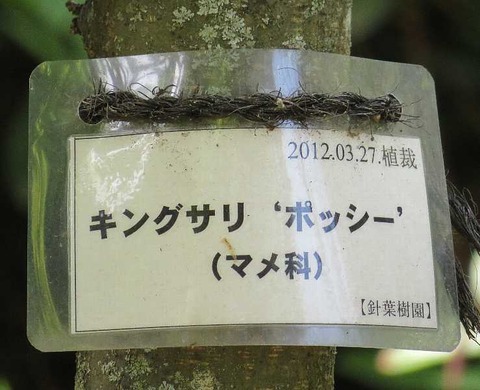 2012.03.27.植裁
キングサリ ‘ポッシー’
(マメ科)
【針葉樹園】